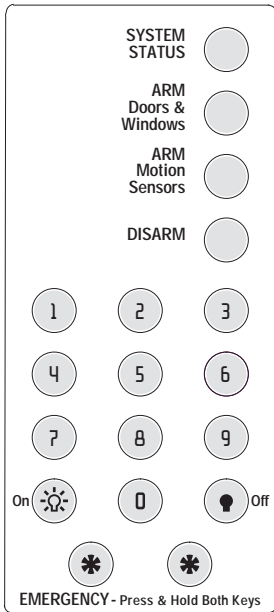 SYSTEM
STATUS
ARM
Doors &
Windows
ARM
Motion
Sensors
DISARM
1 2 3
4 5 6
7 8 9
On 0 Off
* *
EMERGENCY - Press & Hold Both Keys